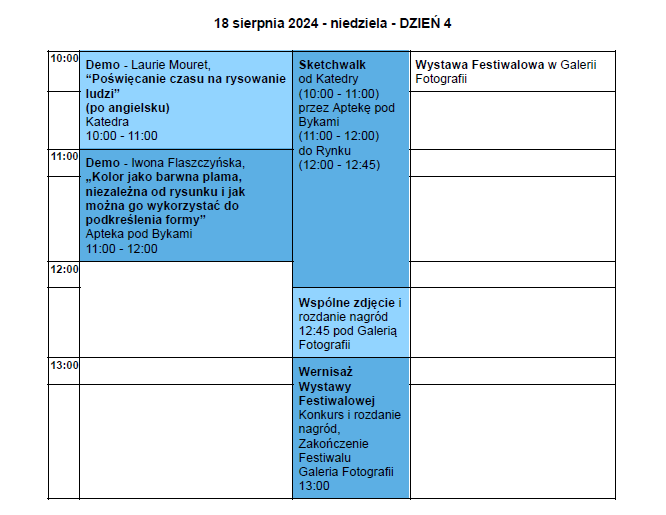 18 sierpnia 2024 - niedziela - DZIEŃ 4
10:00
Demo - Laurie Mouret,
“Poświęcanie czasu na rysowanie
ludzi”
(po angielsku)
Katedra
10:00 - 11:00
Sketchwalk
od Katedry
(10:00 - 11:00)
przez Aptekę pod
Bykami
(11:00 - 12:00)
do Rynku
(12:00 - 12:45)
Wystawa Festiwalowa w Galerii
Fotografii
11:00
Demo - Iwona Flaszczyńska,
„Kolor jako barwna plama,
niezależna od rysunku i jak
można go wykorzystać do
podkreślenia formy”
Apteka pod Bykami
11:00 - 12:00
12:00
Wspólne zdjęcie i
rozdanie nagród
12:45 pod Galerią
Fotografii
13:00
Wernisaż
Wystawy
Festiwalowej
Konkurs i rozdanie
nagród,
Zakończenie
Festiwalu
Galeria Fotografii
13:00